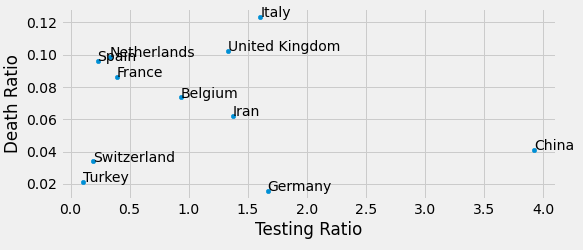 Italy
0.12
Netherlands
United Kingdom
0.10
Spain
France
0.08
Belgium
Iran
0.06
China
0.04
Switzerland
Turkey
Germany
0.02
0.0 0.5 1.0 1.5 2.0 2.5 3.0 3.5 4.0
Testing Ratio
Death Ratio